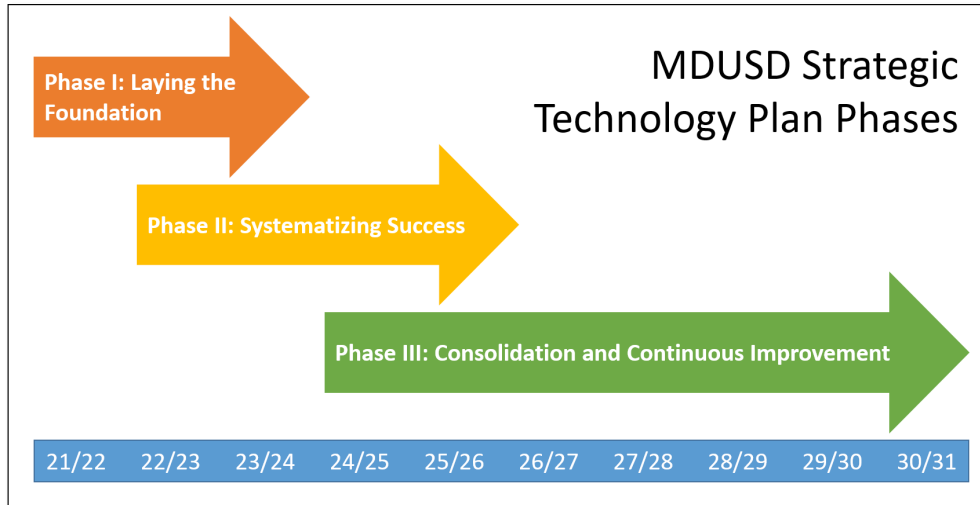 MDUSD Strategic
Technology Plan Phases
Phase I: Laying the
Foundation
Phase II: Systematizing Success
Phase III: Consolidation and Continuous Improvement
21/22 22/23 23/24 24/25 25/26 26/27 27/28 28/29 29/30 30/31